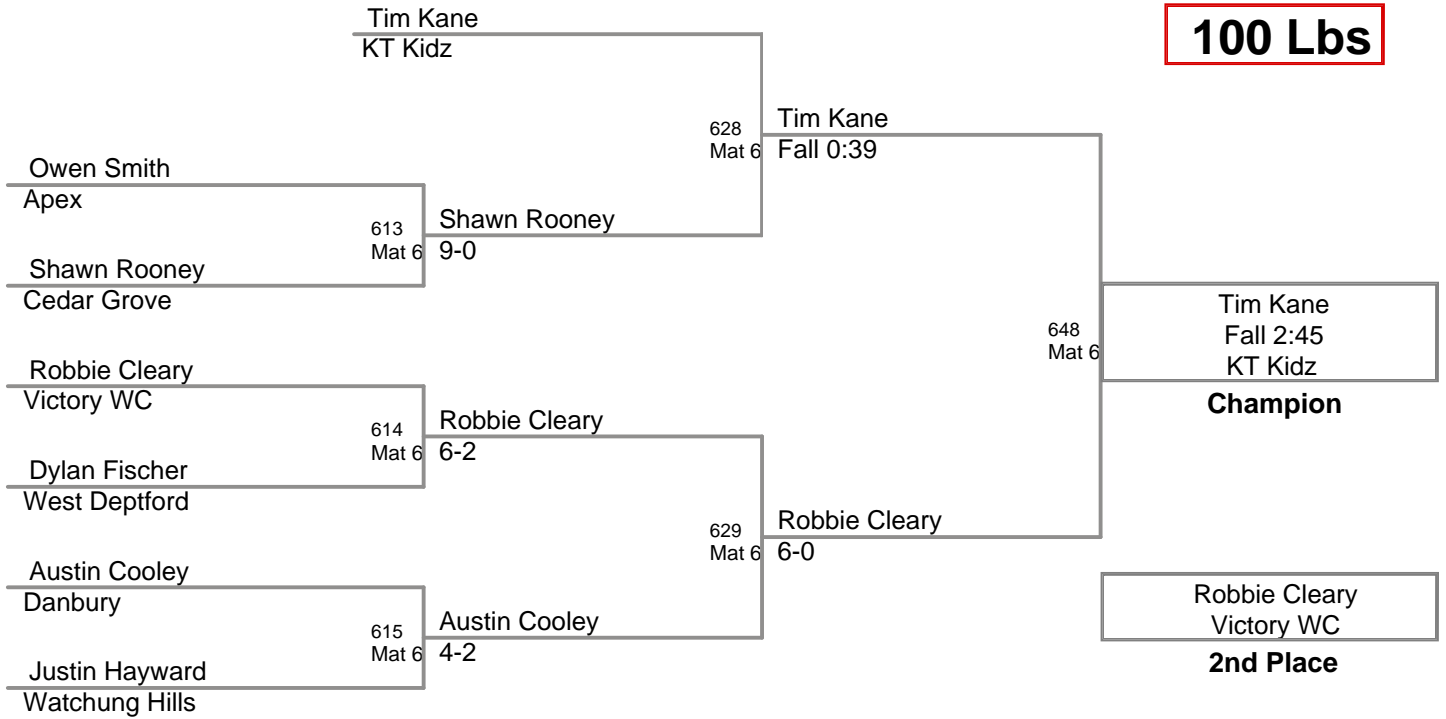 Tim Kane
KT Kidz
100 Lbs
628
Mat 6
Tim Kane
Fall 0:39
Owen Smith
Apex
613
Mat 6
Shawn Rooney
9-0
Shawn Rooney
Cedar Grove
648
Mat 6
Tim Kane
Fall 2:45
KT Kidz
Champion
Robbie Cleary
Victory WC
614
Mat 6
Robbie Cleary
6-2
Dylan Fischer
West Deptford
629
Mat 6
Robbie Cleary
6-0
Austin Cooley
Danbury
615
Mat 6
Austin Cooley
4-2
Justin Hayward
Watchung Hills
Robbie Cleary
Victory WC
2nd Place